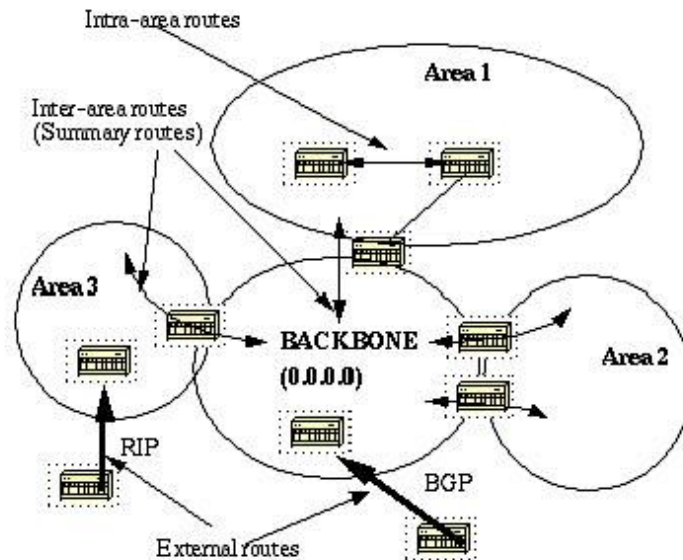 Intra-area routes
Area 1
Inter-area routes
(Summary routes)
Area 3
BACKBONE
(0.0.0.0)
Area 2
RIP
BGP
External routes